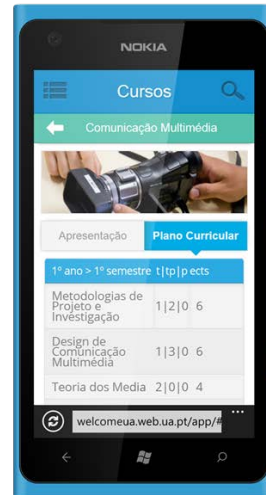 NOKIA
Cursos
Comunicação Multimédia
Apresentação
Plano Curricular
1º ano > 1º semestre t|tp|p ects
Metodologias de
Projeto e
Investigação
1|2|0 6
Design de
Comunicação
Multimédia
1|3|0 6
Teoria dos Media 2|0|0 4
welcomeua.web.ua.pt/app/#